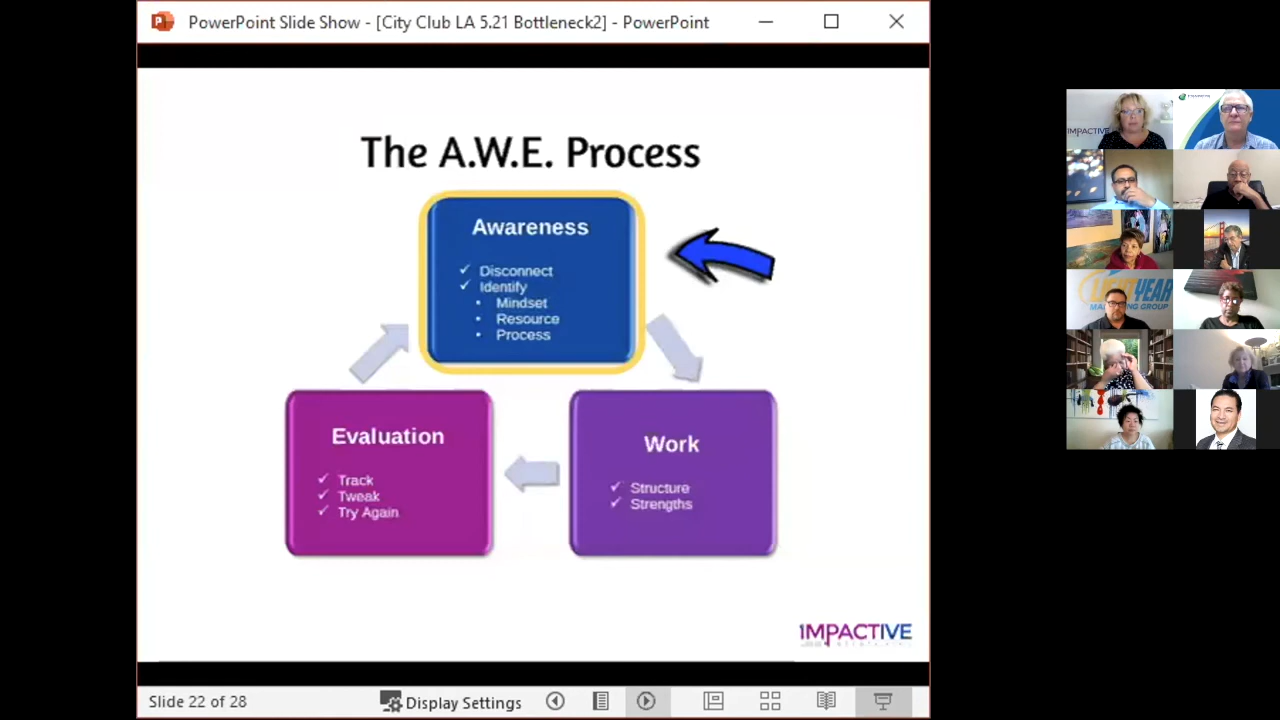 PowerPoint Slide Show - [City Club LA 5.21 Bottleneck2] - PowerPoint
The A.W.E. Process
Awareness
✓ Disconnect
✓ Identify
• Mindset
• Resource
• Process
Evaluation
✓ Track
✓ Tweak
✓ Try Again
Work
✓ Structure
✓ Strengths
IMPACTIVE
Slide 22 of 28
Display Settings
IMPACTIVE